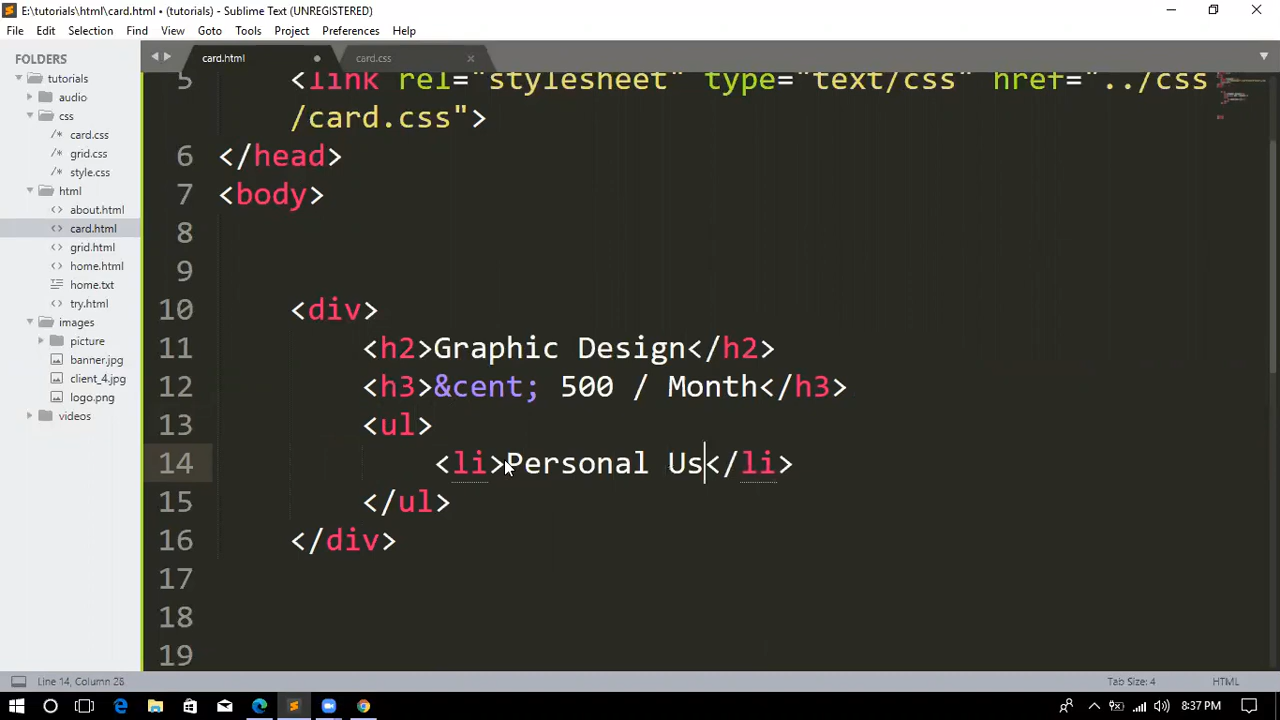 E:\tutorials\html\card.html • (tutorials) - Sublime Text (UNREGISTERED)
File Edit Selection Find View Goto Tools Project Preferences Help
FOLDERS
tutorials
audio
css
card.css
grid.css
style.css
html
about.html
card.html
grid.html
home.html
home.txt
try.html
images
picture
banner.jpg
client_4.jpg
logo.png
videos
card.html
card.css
5 <link rel="stylesheet" type="text/css" href="../css
/card.css">
6 </head>
7 <body>
8
9
10 <div>
11 <h2>Graphic Design</h2>
12 <h3>&cent; 500 / Month</h3>
13 <ul>
14 <li>Personal Us</li>
15 </ul>
16 </div>
17
18
19
Line 14, Column 28
Tab Size: 4
HTML
8:37 PM